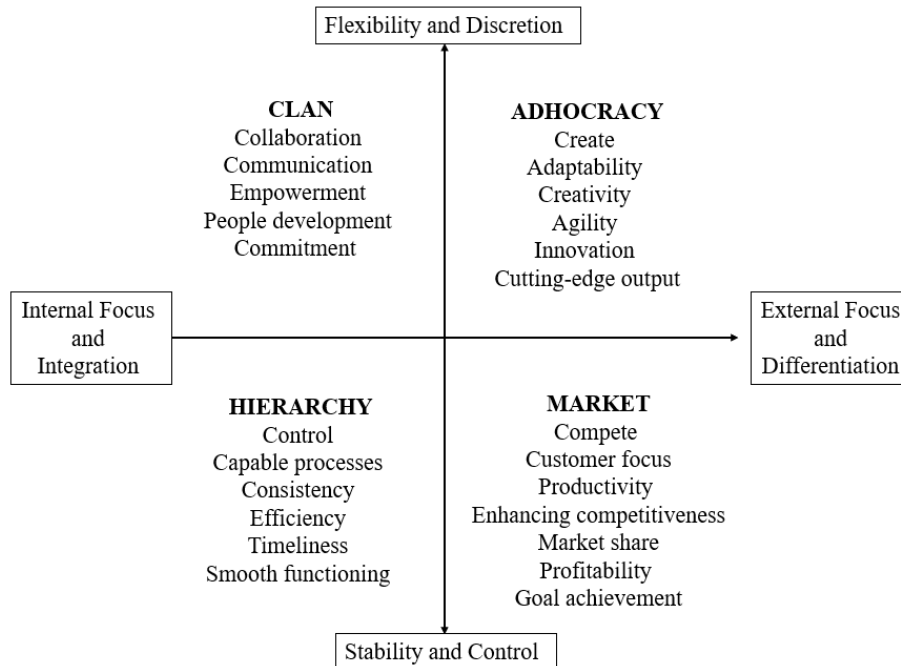 Flexibility and Discretion
CLAN
Collaboration
Communication
Empowerment
People development
Commitment
ADHOCRACY
Create
Adaptability
Creativity
Agility
Innovation
Cutting-edge output
Internal Focus
and
Integration
External Focus
and
Differentiation
HIERARCHY
Control
Capable processes
Consistency
Efficiency
Timeliness
Smooth functioning
MARKET
Compete
Customer focus
Productivity
Enhancing competitiveness
Market share
Profitability
Goal achievement
Stability and Control